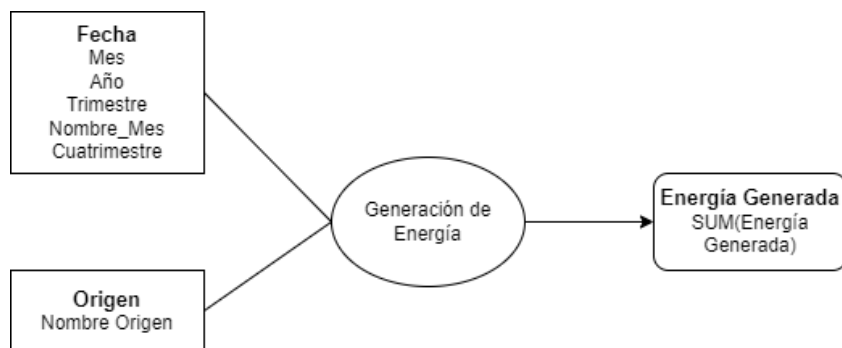 Fecha
Mes
Año
Trimestre
Nombre_Mes
Cuatrimestre
Origen
Nombre Origen
Generación de
Energía
Energía Generada
SUM(Energía
Generada)